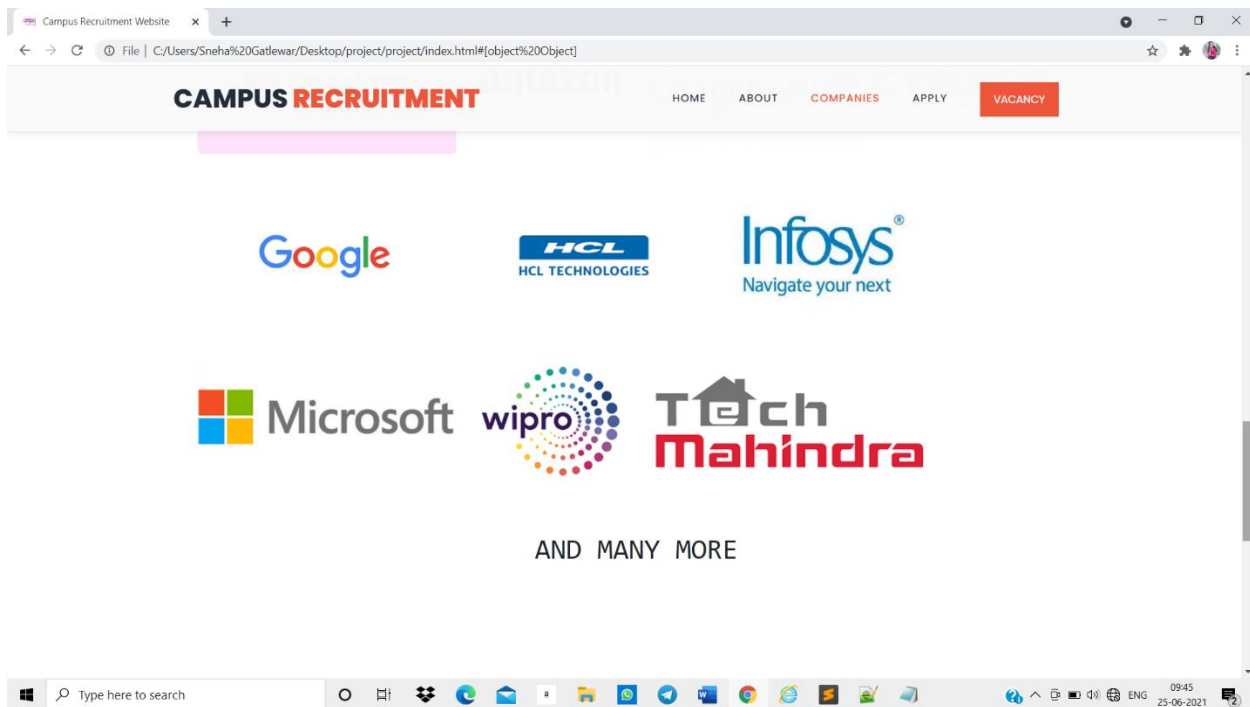 Campus Recruitment Website
File | C:/Users/Sneha%20Gatlewar/Desktop/project/project/index.html#[object%20Object]
amazon
CAMPUS RECRUITMENT
HOME ABOUT COMPANIES APPLY VACANCY
Google
HCL
HCL TECHNOLOGIES
Infosys®
Navigate your next
Microsoft
wipro
Tech
Mahindra
AND MANY MORE
Type here to search
ENG
09:45
25-06-2021
2